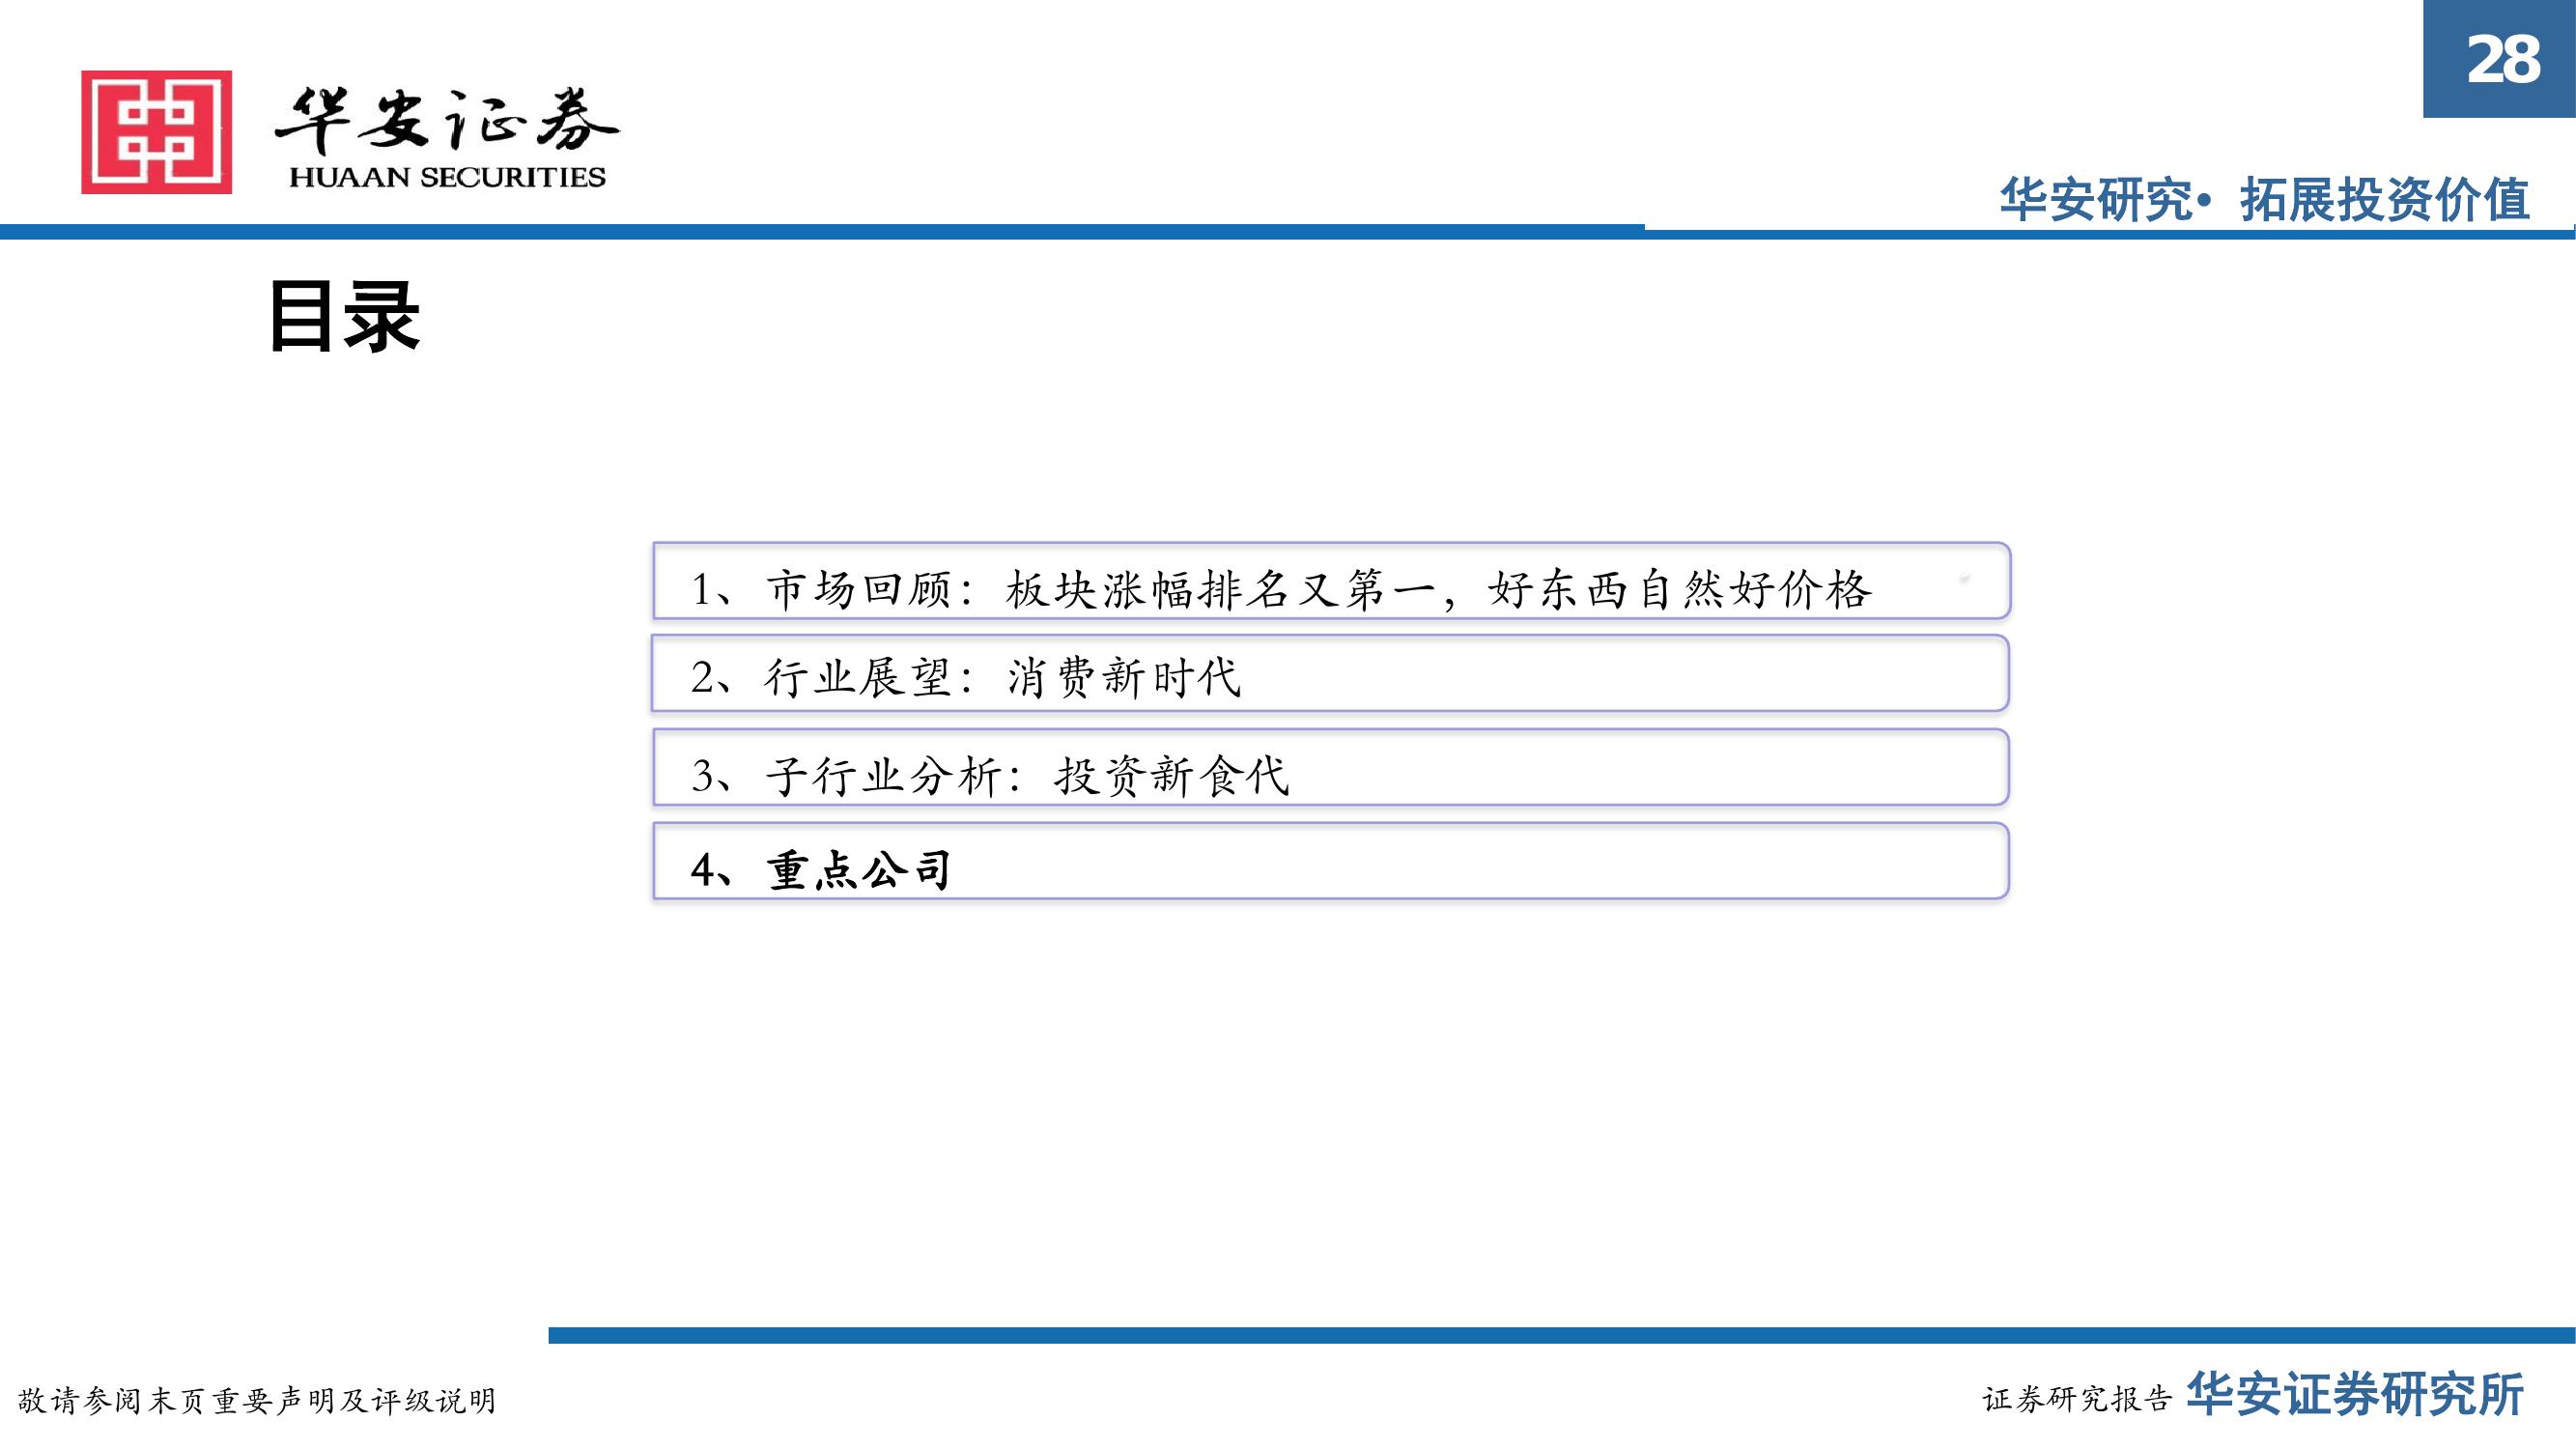 28
华安证券
HUAAN SECURITIES
华安研究• 拓展投资价值
目录
1、市场回顾：板块涨幅排名又第一，好东西自然好价格
2、行业展望：消费新时代
3、子行业分析：投资新食代
4、重点公司
敬请参阅末页重要声明及评级说明
证券研究报告 华安证券研究所